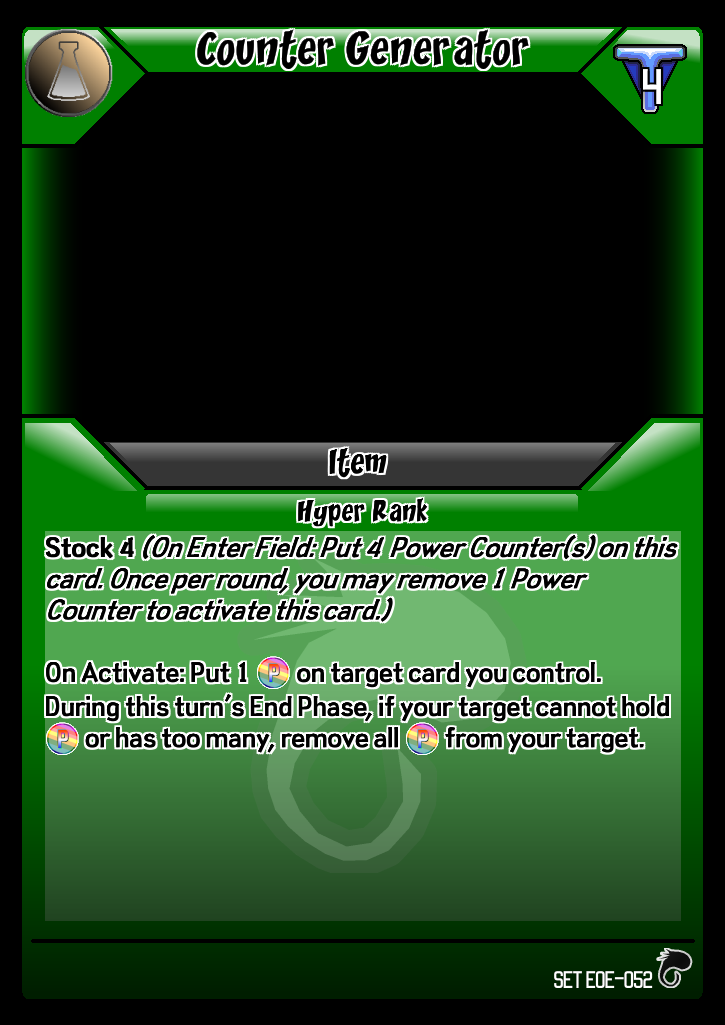 Counter Generator
4
Item
Hyper Rank
Stock 4 (On Enter Field: Put 4 Power Counter(s) on this
card. Once per round, you may remove 1 Power
Counter to activate this card.)
On Activate: Put 1 P on target card you control.
During this turn's End Phase, if your target cannot hold
P or has too many, remove all P from your target.
SET EOE-052